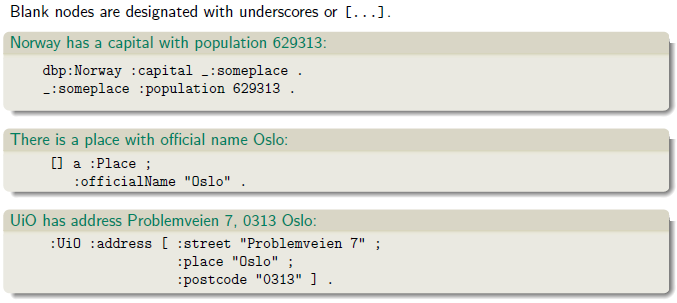 Blank nodes are designated with underscores or [...].
Norway has a capital with population 629313:
dbp:Norway :capital _:someplace .
_:someplace :population 629313 .
There is a place with official name Oslo:
[] a :Place ;
:officialName "Oslo" .
UiO has address Problemveien 7, 0313 Oslo:
:UiO :address [ :street "Problemveien 7" ;
:place "Oslo" ;
:postcode "0313" ] .